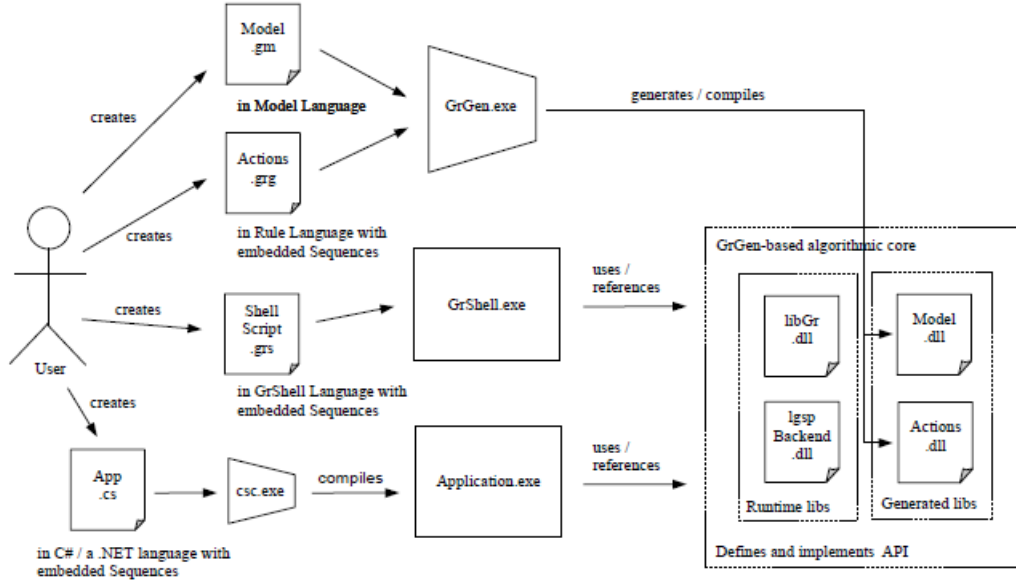 Model
.gm
in Model Language
creates
GrGen.exe
generates / compiles
Actions
.grg
creates
in Rule Language with
embedded Sequences
GrGen-based algorithmic core
uses /
references
GrShell.exe
creates
Shell
Script
.grs
libGr
.dll
Model
.dll
User
in GrShell Language with
embedded Sequences
creates
lgsp
Backend
.dll
Actions
.dll
uses /
references
App
.cs
csc.exe
compiles
Application.exe
Runtime libs
Generated libs
in C# / a .NET language with
embedded Sequences
Defines and implements API